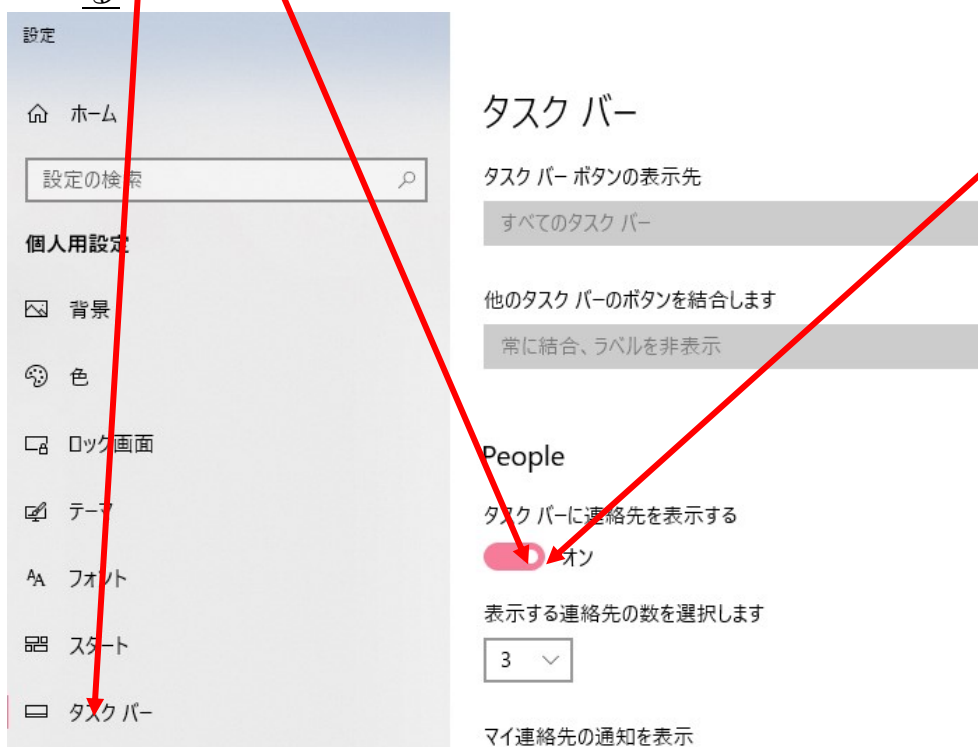 設定
ホーム
設定の検索
個人用設定
背景
色
ロック画面
テーマ
フォント
スタート
タスク バー
タスク バー
タスク バー ボタンの表示先
すべてのタスク バー
他のタスク バーのボタンを結合します
常に結合、ラベルを非表示
People
タスク バーに連絡先を表示する
オン
表示する連絡先の数を選択します
3
マイ連絡先の通知を表示